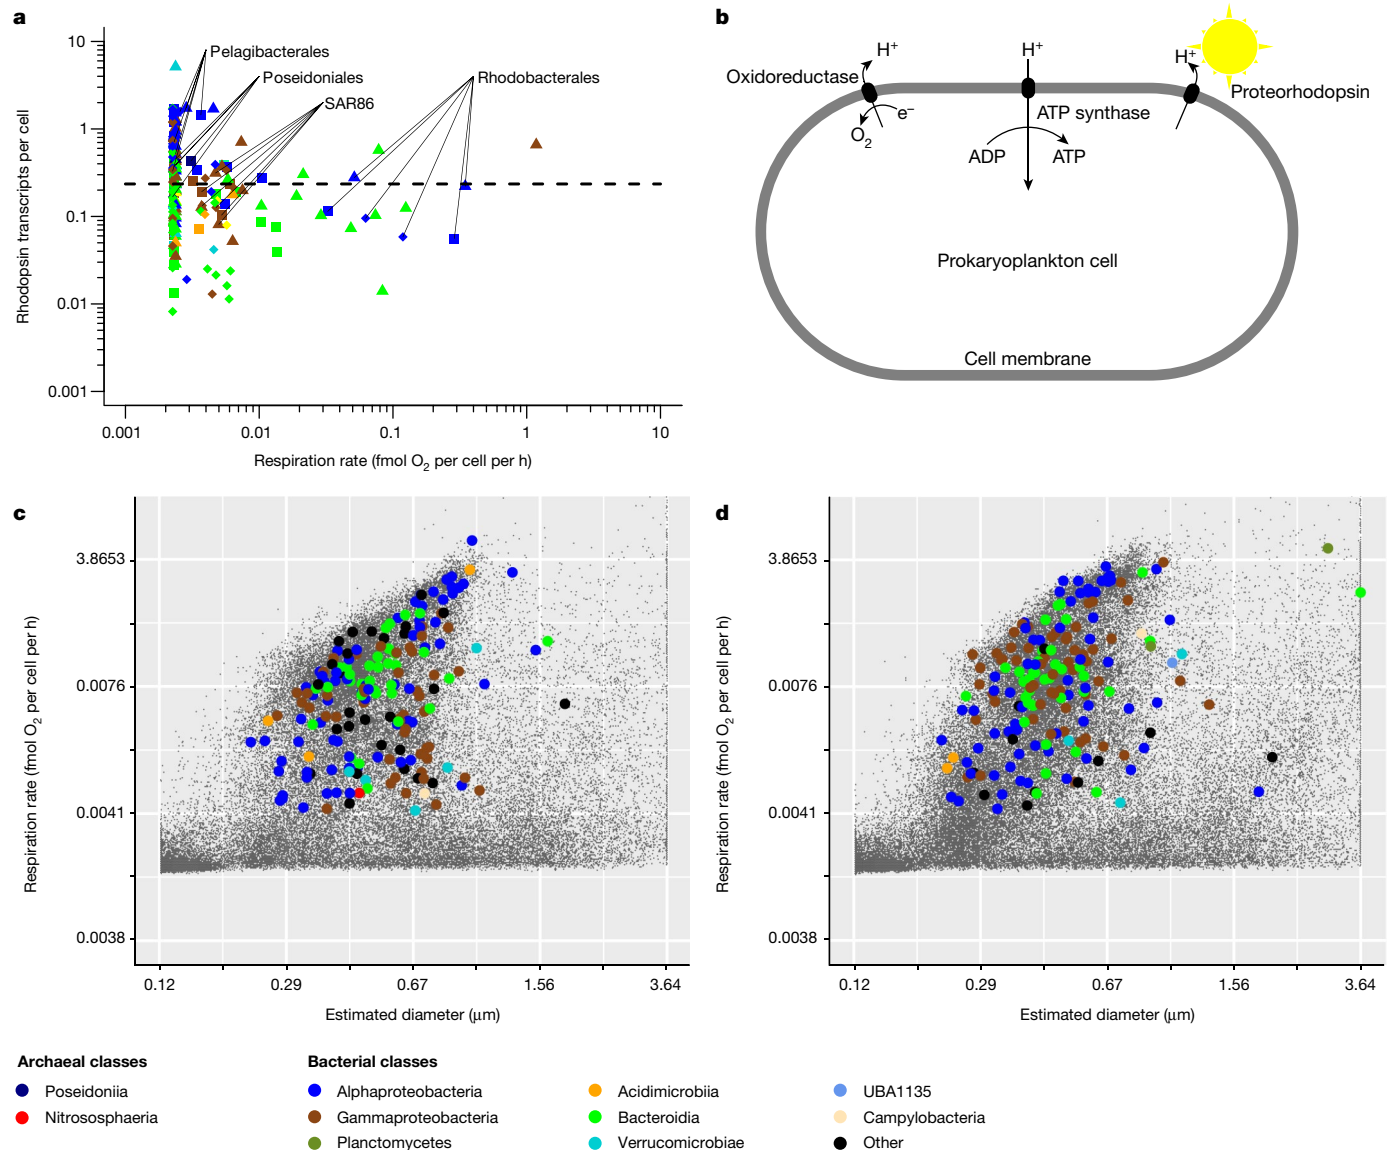 a
10
1
0.1
0.01
0.001
Rhodopsin transcripts per cell
Pelagibacterales
Poseidoniales
SAR86
Rhodobacterales
0.001 0.01 0.1 1 10
Respiration rate (fmol O2 per cell per h)
b
H+
H+
H+
Oxidoreductase
Proteorhodopsin
e–
O2
ATP synthase
ADP
ATP
Prokaryoplankton cell
Cell membrane
c
3.8653
0.0076
0.0041
0.0038
Respiration rate (fmol O2 per cell per h)
0.12 0.29 0.67 1.56 3.64
Estimated diameter (μm)
d
3.8653
0.0076
0.0041
0.0038
Respiration rate (fmol O2 per cell per h)
0.12 0.29 0.67 1.56 3.64
Estimated diameter (μm)
Archaeal classes
Poseidoniia
Nitrososphaeria
Bacterial classes
Alphaproteobacteria
Gammaproteobacteria
Planctomycetes
Acidimicrobiia
Bacteroidia
Verrucomicrobiae
UBA1135
Campylobacteria
Other